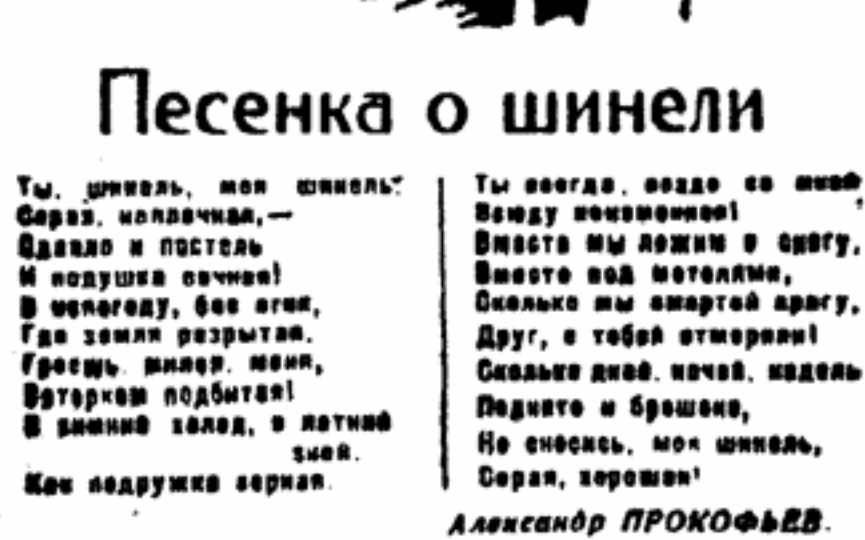 Песенка о шинели
Ты, шинель, моя шинель,
Серая, наплечная,—
Одеяло и постель
И подушка вечная!
В непогоду, без огня,
Где земля разрытая,
Греешь, милая, меня,
Ветерком подбитая!
В зимний холод, в летний
зной.
Как подружка верная
Ты всегда, везде со мной,
Всюду неизменная!
Вместе мы лежим в снегу,
Вместе под метелями,
Сколько мы смертей врагу,
Друг, с тобой отмеряли!
Сколько дней, ночей, недель
Поднято и брошено,
Не сносись, моя шинель,
Серая, хорошая!
Александр ПРОКОФЬЕВ.